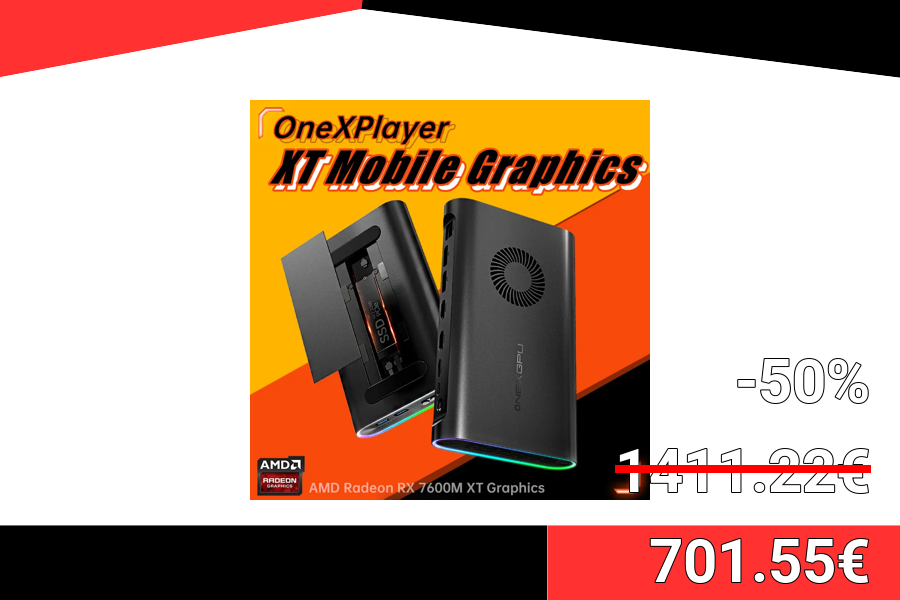 OneXPlayer
XT Mobile Graphics
SSD
ONEXGPU
AMD
RADEON
GRAPHICS
AMD Radeon RX 7600M XT Graphics
-50%
1411.22€
701.55€